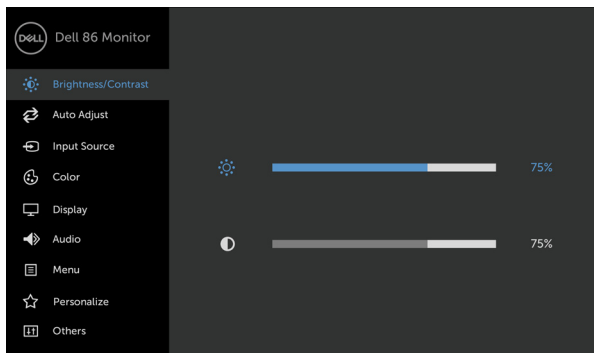 DELL Dell 86 Monitor
Brightness/Contrast
Auto Adjust
Input Source
Color
Display
Audio
Menu
Personalize
Others
75%
75%